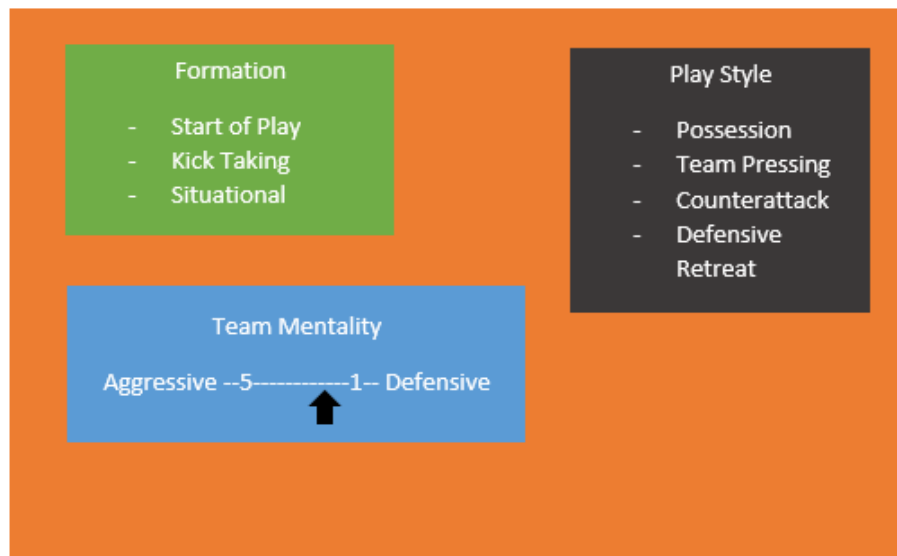 Formation
- Start of Play
- Kick Taking
- Situational
Play Style
- Possession
- Team Pressing
- Counterattack
- Defensive
Retreat
Team Mentality
Aggressive --5------------1-- Defensive